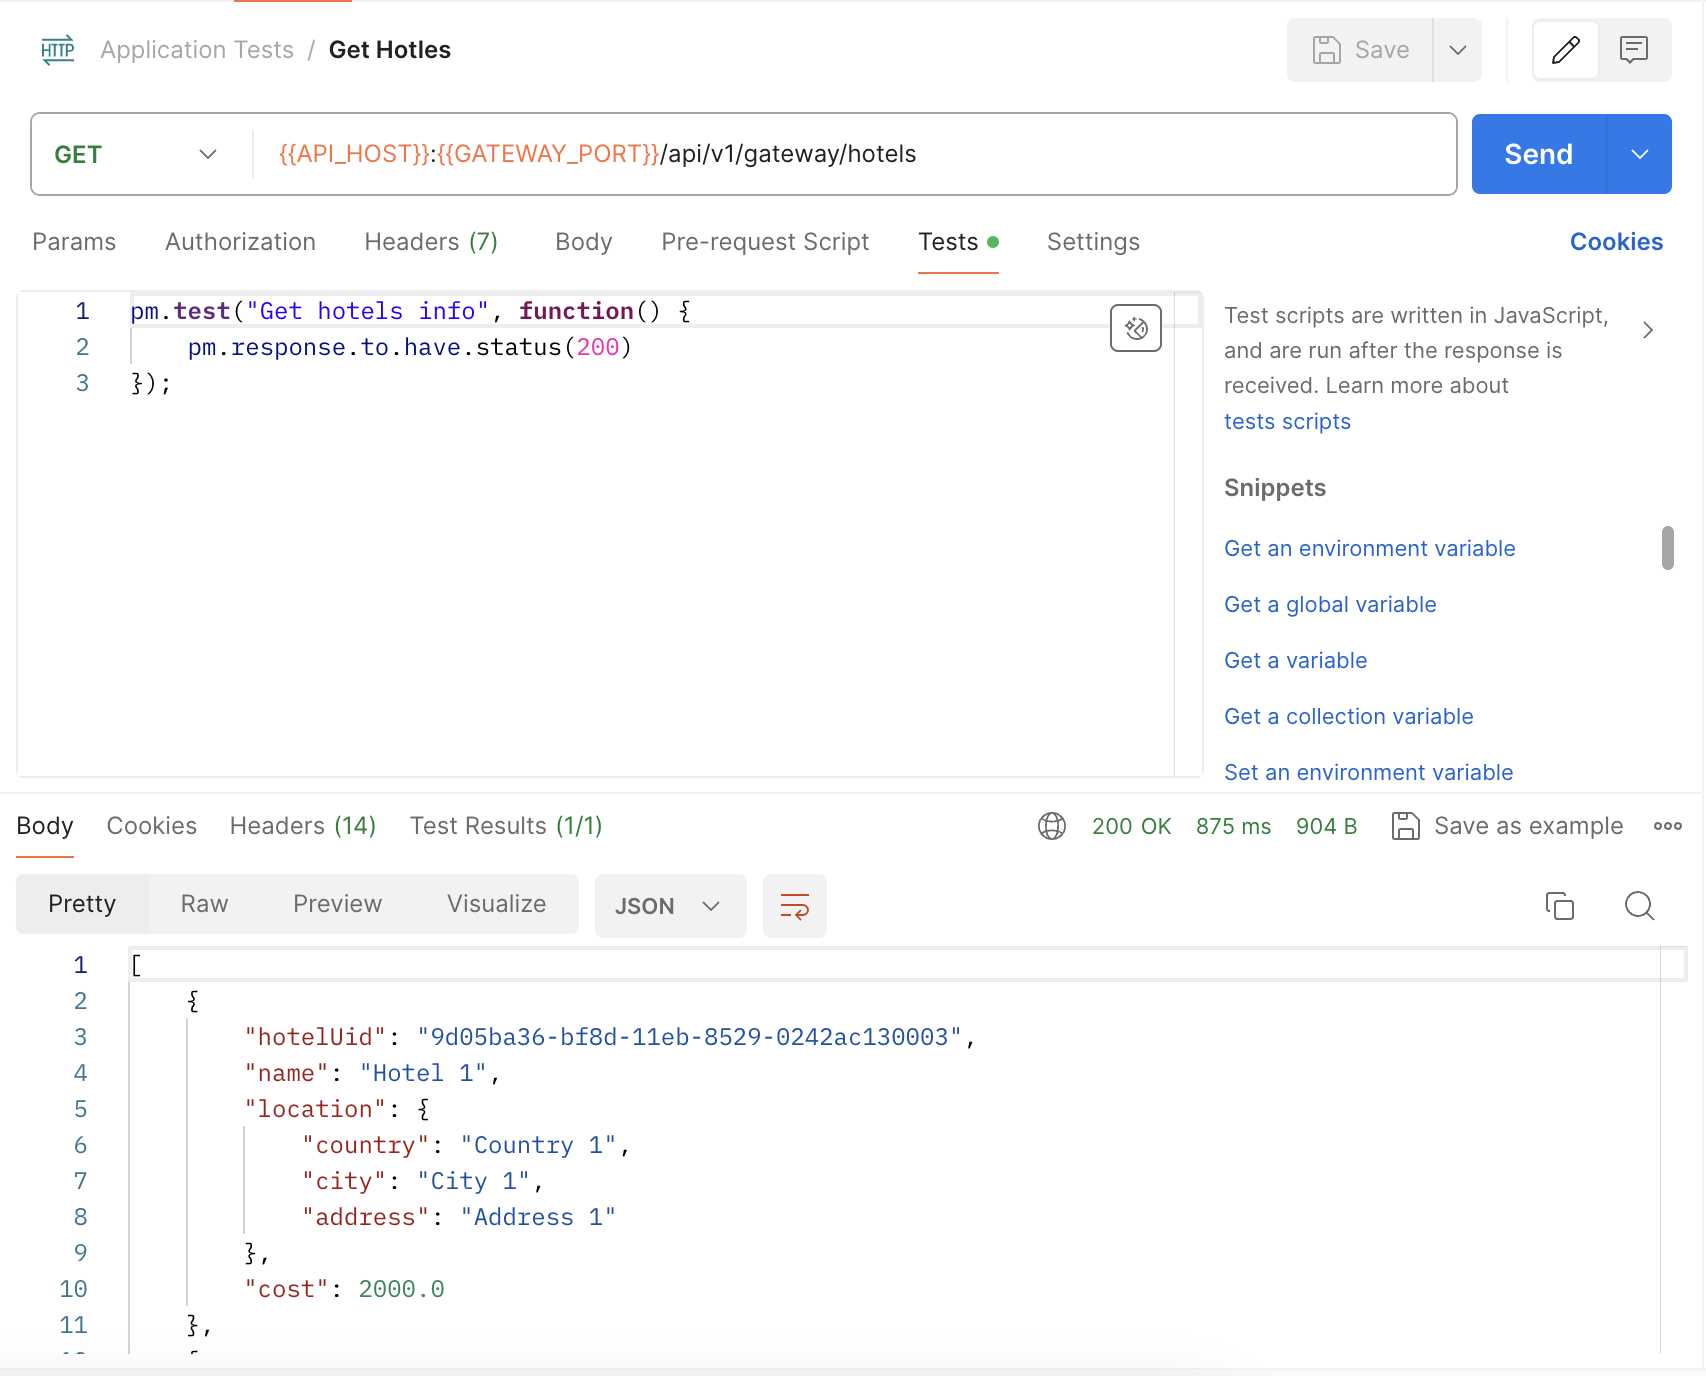 HTTP Application Tests / Get Hotles Save
GET {{API_HOST}}:{{GATEWAY_PORT}}/api/v1/gateway/hotels Send
Params Authorization Headers (7) Body Pre-request Script Tests Settings Cookies
1 pm.test("Get hotels info", function() {
2 pm.response.to.have.status(200)
3 });
Test scripts are written in JavaScript,
and are run after the response is
received. Learn more about
tests scripts
Snippets
Get an environment variable
Get a global variable
Get a variable
Get a collection variable
Set an environment variable
Body Cookies Headers (14) Test Results (1/1) 200 OK 875 ms 904 B Save as example
Pretty Raw Preview Visualize JSON
1 [
2 {
3 "hotelUid": "9d05ba36-bf8d-11eb-8529-0242ac130003",
4 "name": "Hotel 1",
5 "location": {
6 "country": "Country 1",
7 "city": "City 1",
8 "address": "Address 1"
9 },
10 "cost": 2000.0
11 },